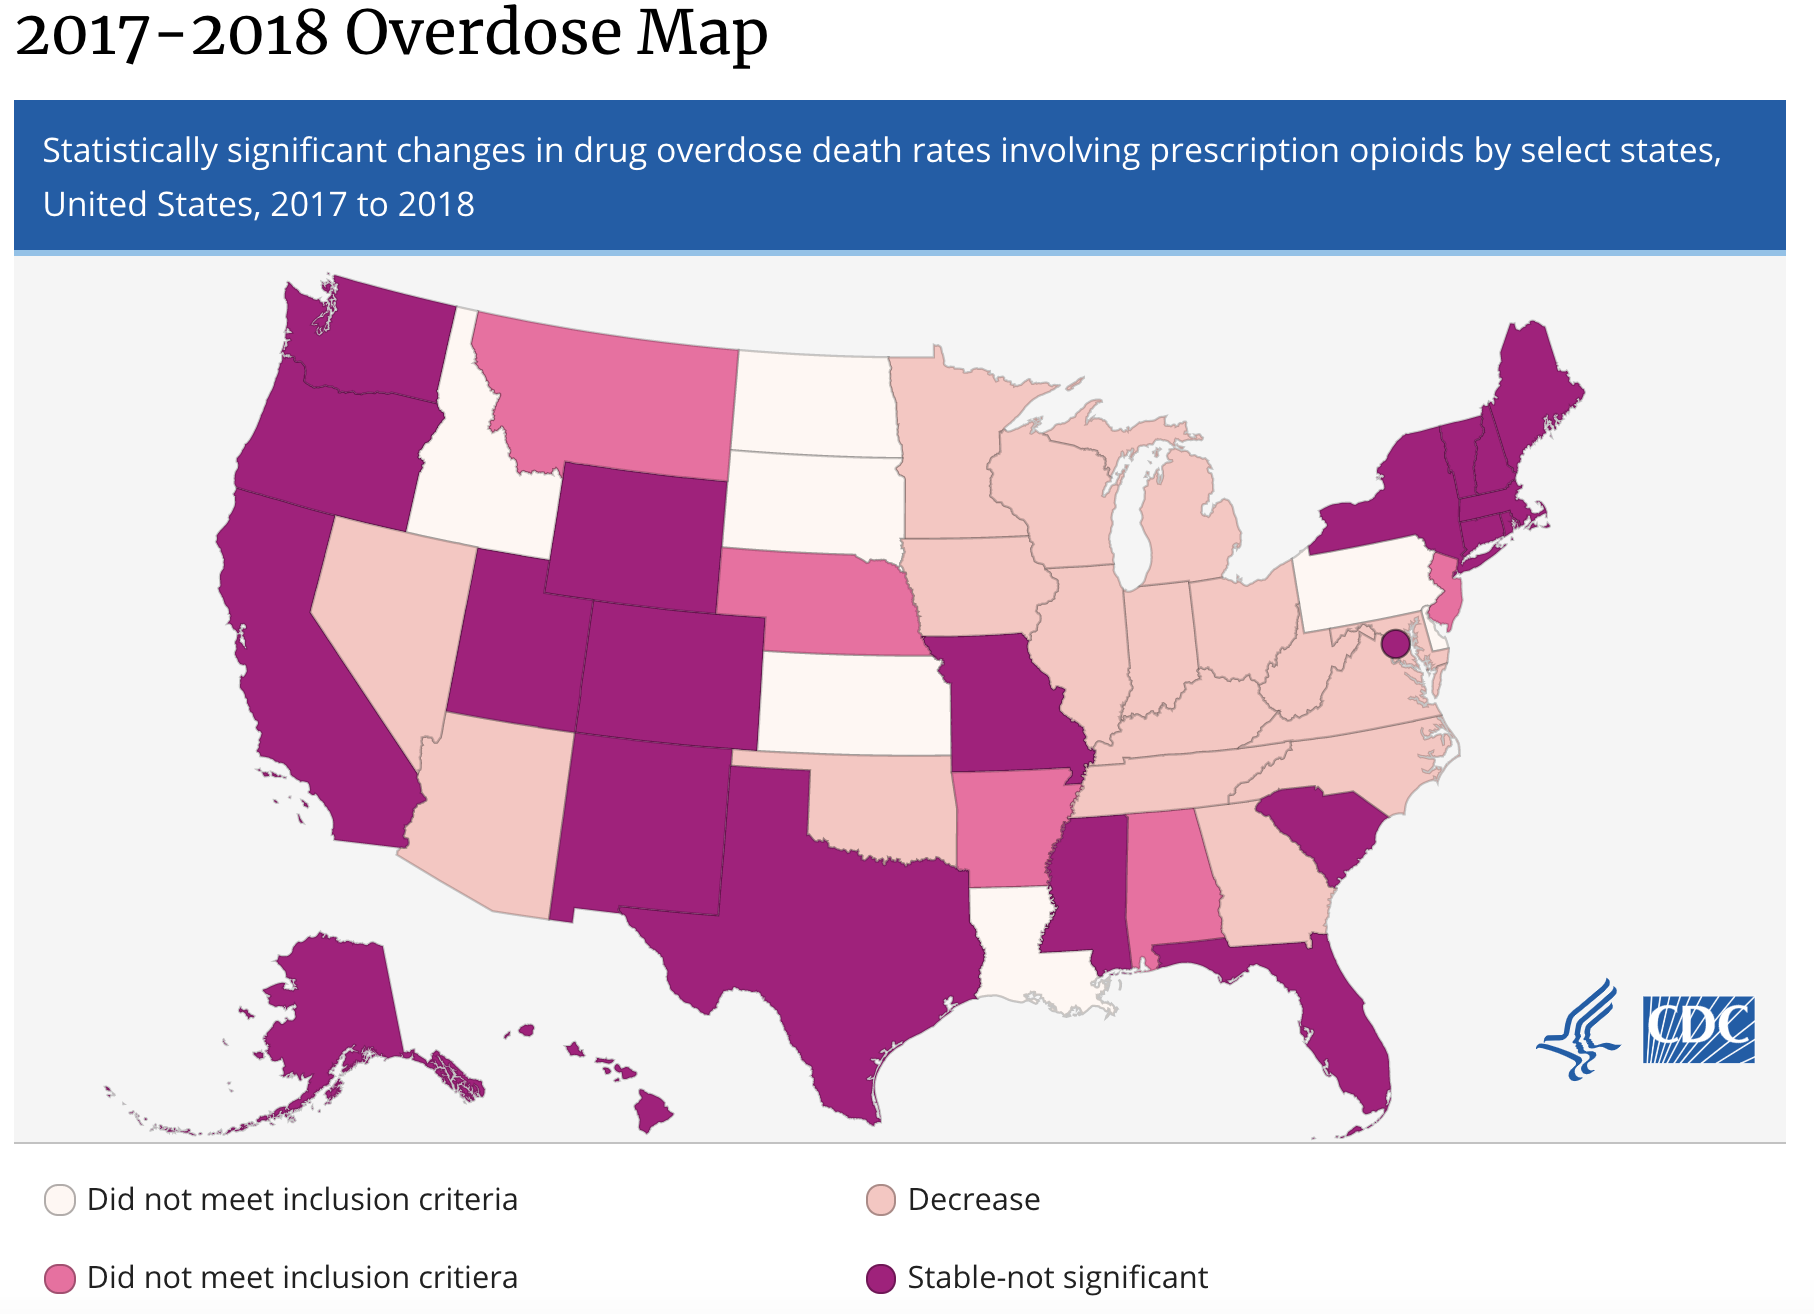 2017-2018 Overdose Map
Statistically significant changes in drug overdose death rates involving prescription opioids by select states,
United States, 2017 to 2018
CDC
Did not meet inclusion criteria
Decrease
Did not meet inclusion critiera
Stable-not significant